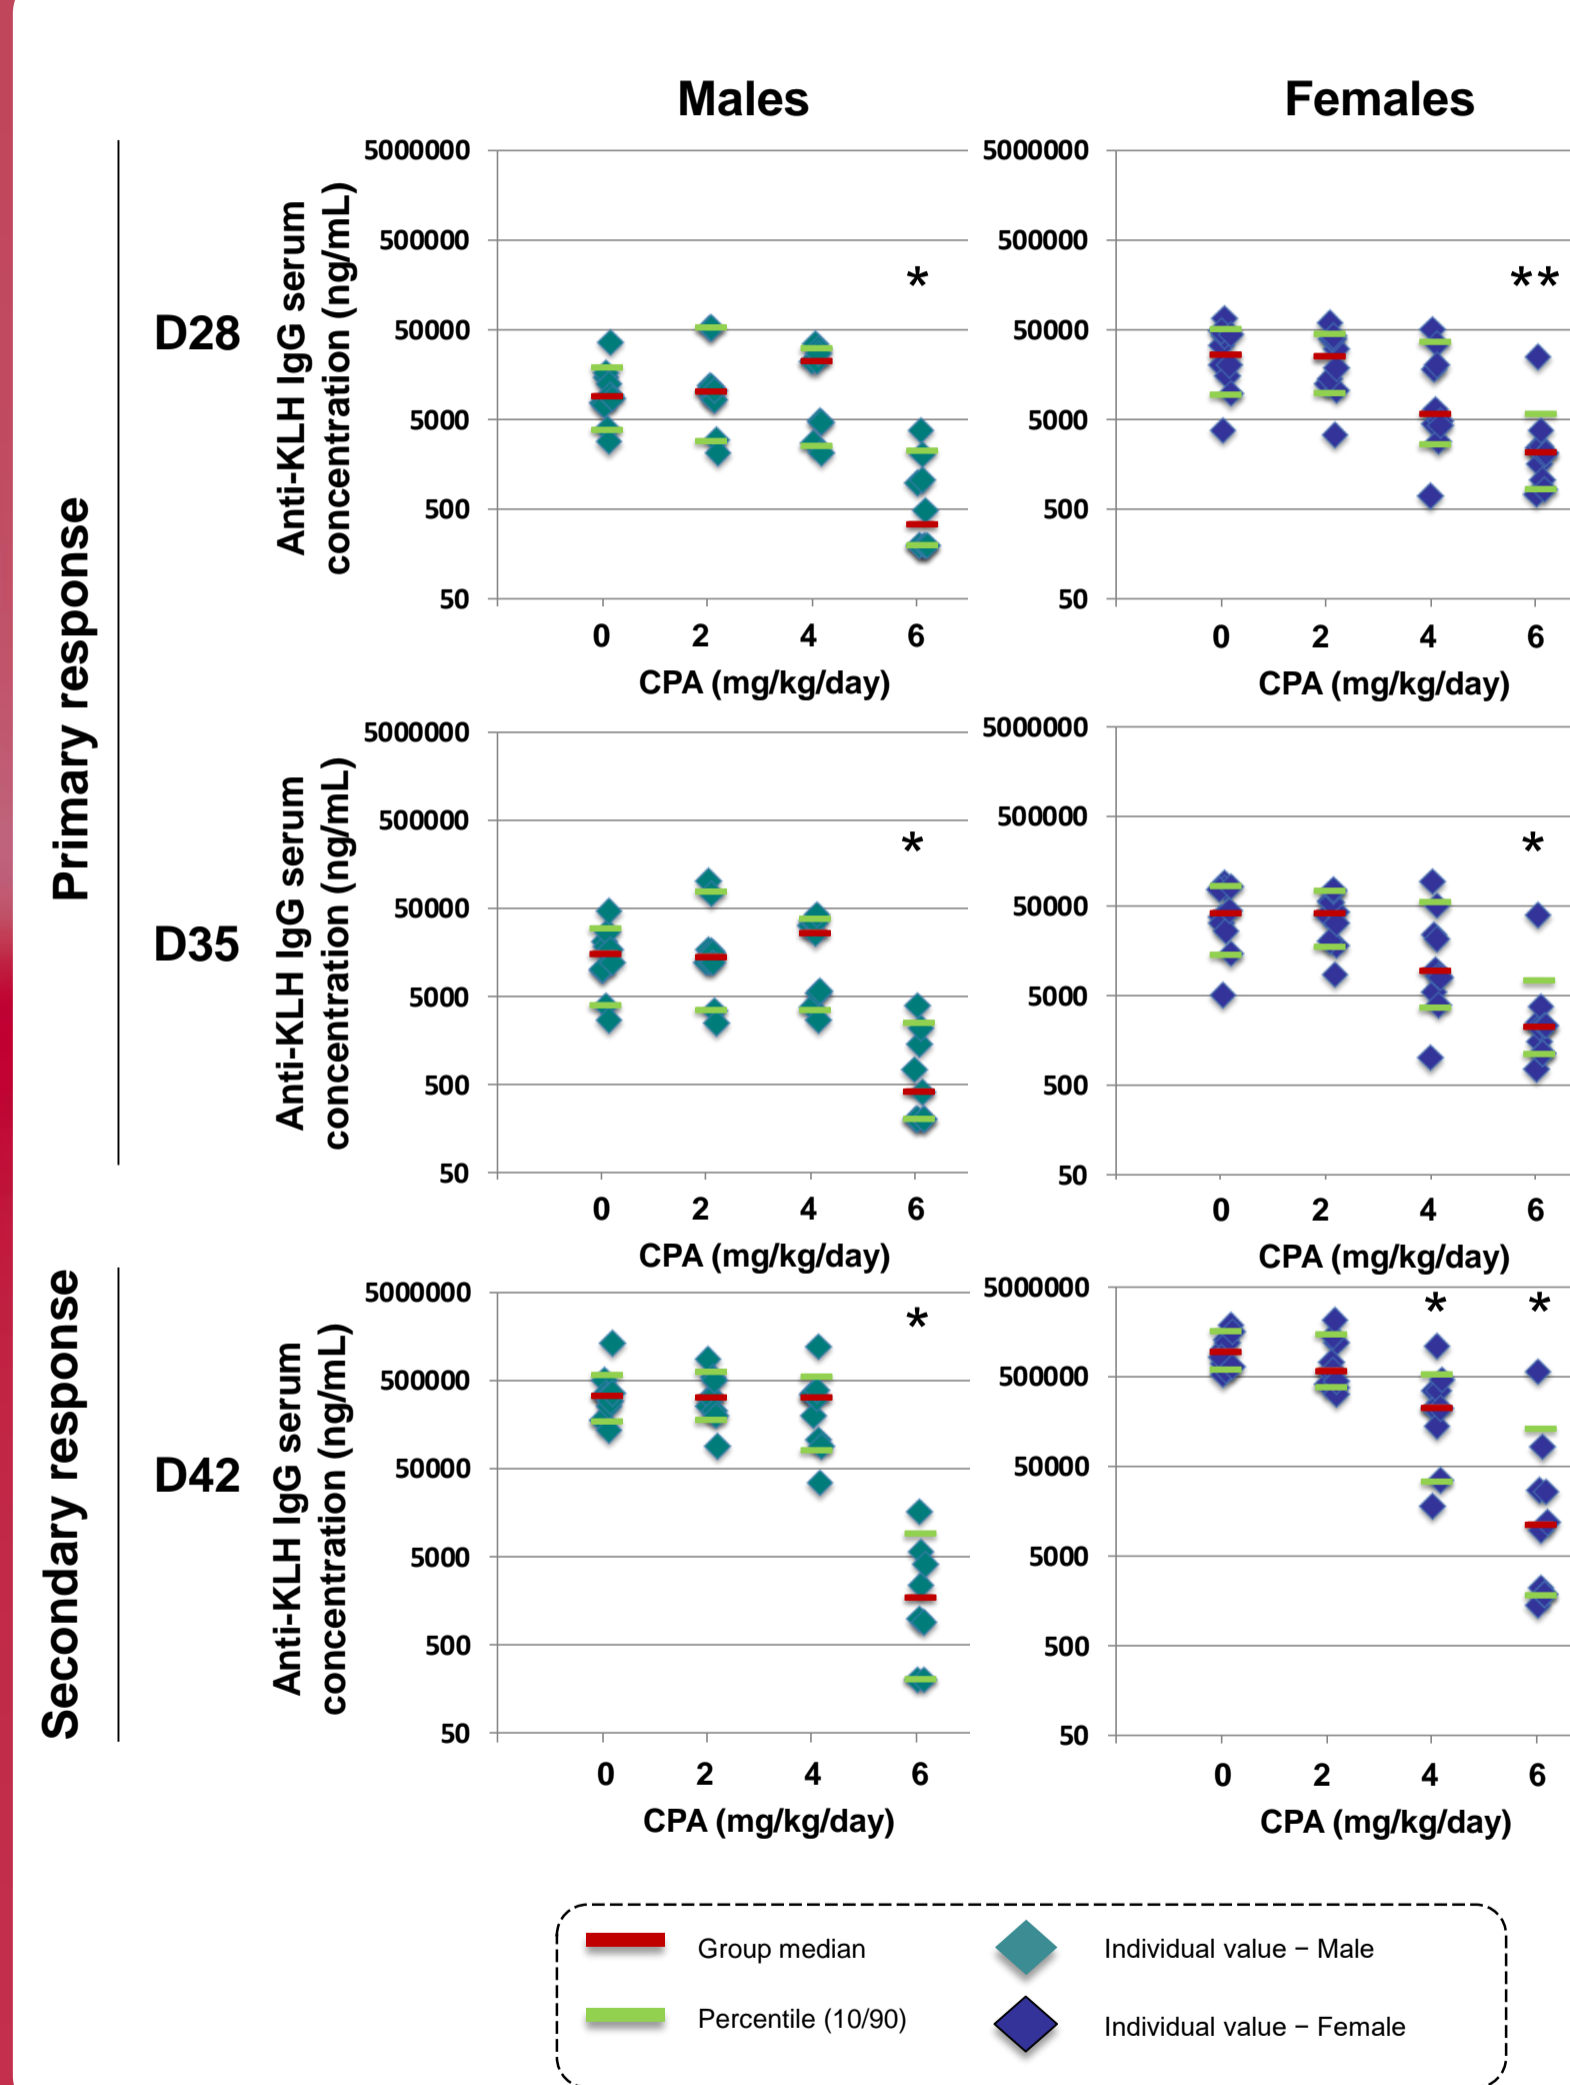 Males
Females
Primary response
D28
Anti-KLH IgG serum
concentration (ng/mL)
5000000
500000
50000
5000
500
50
*
0 2 4 6
CPA (mg/kg/day)
5000000
500000
50000
5000
500
50
**
0 2 4 6
CPA (mg/kg/day)
D35
Anti-KLH IgG serum
concentration (ng/mL)
5000000
500000
50000
5000
500
50
*
0 2 4 6
CPA (mg/kg/day)
5000000
500000
50000
5000
500
50
*
0 2 4 6
CPA (mg/kg/day)
Secondary response
D42
Anti-KLH IgG serum
concentration (ng/mL)
5000000
500000
50000
5000
500
50
*
0 2 4 6
CPA (mg/kg/day)
5000000
500000
50000
5000
500
50
* *
0 2 4 6
CPA (mg/kg/day)
Group median
Individual value − Male
Percentile (10/90)
Individual value − Female